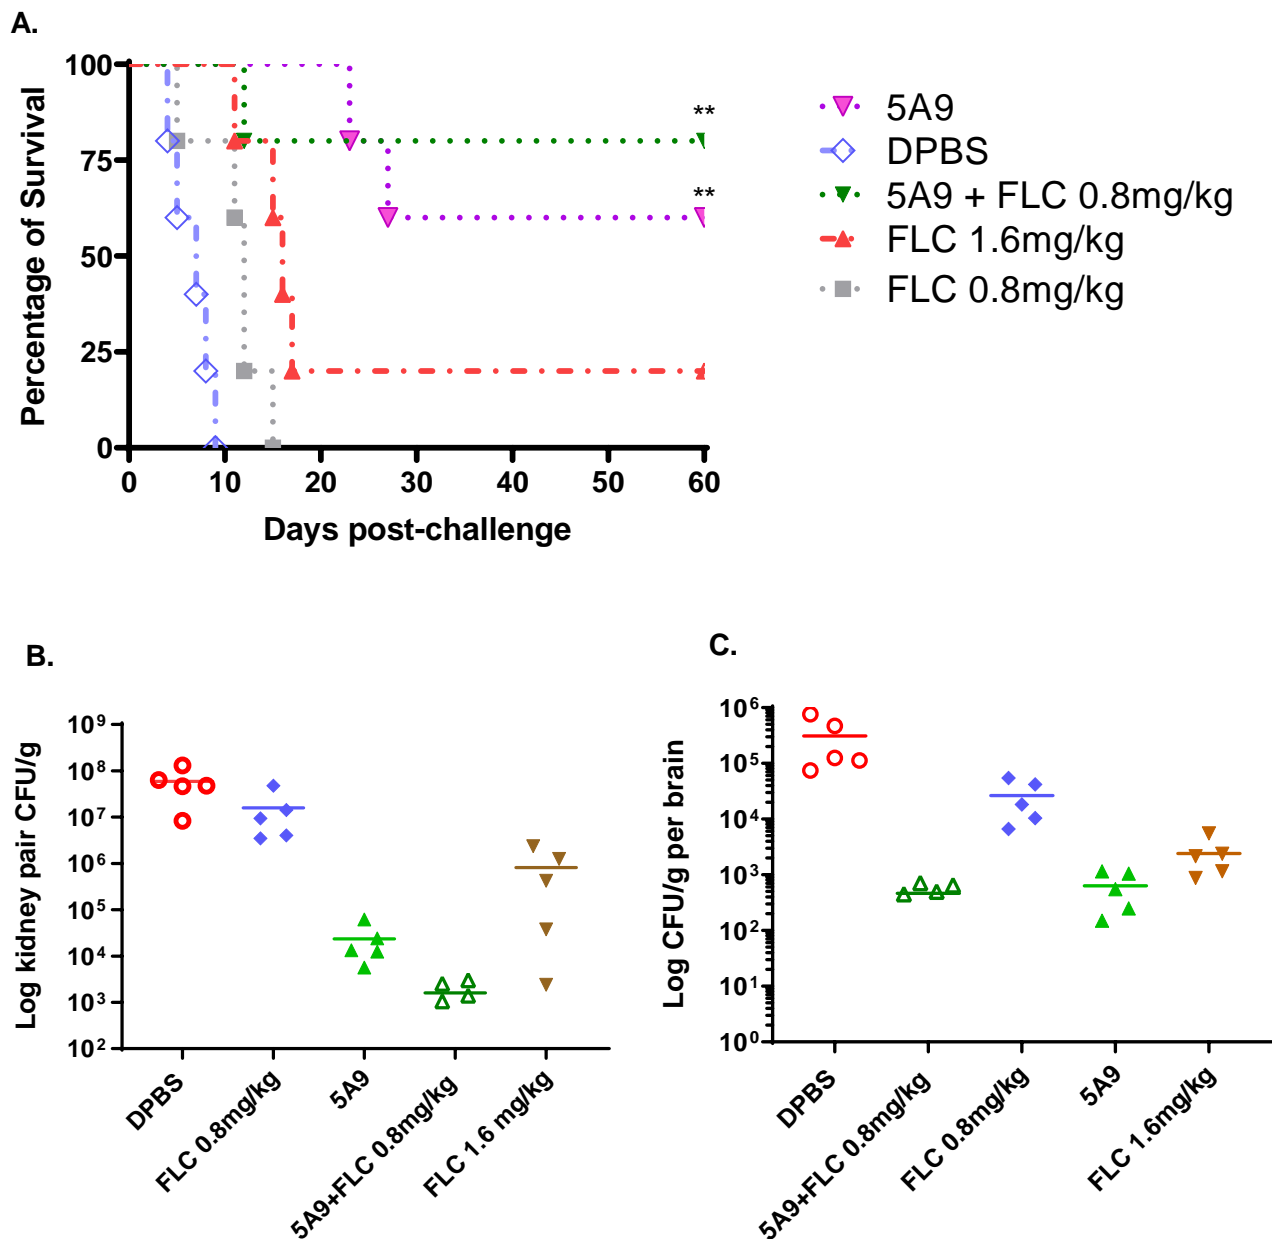 A.
Percentage of Survival
100
75
50
25
0
0 10 20 30 40 50 60
Days post-challenge
**
**
5A9
DPBS
5A9 + FLC 0.8mg/kg
FLC 1.6mg/kg
FLC 0.8mg/kg
B.
Log kidney pair CFU/g
10⁹
10⁸
10⁷
10⁶
10⁵
10⁴
10³
10²
DPBS
FLC 0.8mg/kg
5A9
5A9+FLC 0.8mg/kg
FLC 1.6 mg/kg
C.
Log CFU/g per brain
10⁶
10⁵
10⁴
10³
10²
10¹
10⁰
DPBS
5A9+FLC 0.8mg/kg
FLC 0.8mg/kg
5A9
FLC 1.6mg/kg